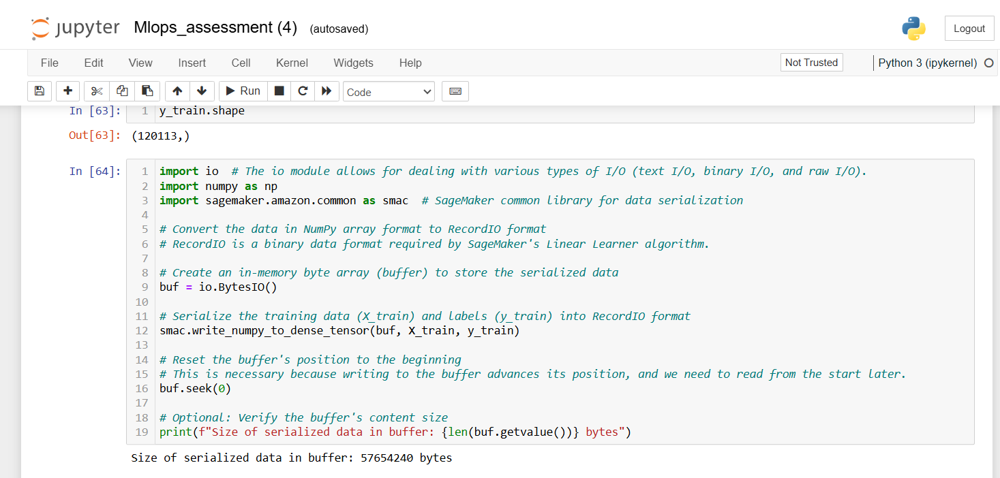 jupyter Mlops_assessment (4) (autosaved) Logout
File Edit View Insert Cell Kernel Widgets Help Not Trusted Python 3 (ipykernel)
Run Code
In [63]: 1 y_train.shape
Out[63]: (120113,)
In [64]: 1 import io  # The io module allows for dealing with various types of I/O (text I/O, binary I/O, and raw I/O).
2 import numpy as np
3 import sagemaker.amazon.common as smac  # SageMaker common library for data serialization
4
5 # Convert the data in NumPy array format to RecordIO format
6 # RecordIO is a binary data format required by SageMaker's Linear Learner algorithm.
7
8 # Create an in-memory byte array (buffer) to store the serialized data
9 buf = io.BytesIO()
10
11 # Serialize the training data (X_train) and labels (y_train) into RecordIO format
12 smac.write_numpy_to_dense_tensor(buf, X_train, y_train)
13
14 # Reset the buffer's position to the beginning
15 # This is necessary because writing to the buffer advances its position, and we need to read from the start later.
16 buf.seek(0)
17
18 # Optional: Verify the buffer's content size
19 print(f"Size of serialized data in buffer: {len(buf.getvalue())} bytes")
Size of serialized data in buffer: 57654240 bytes